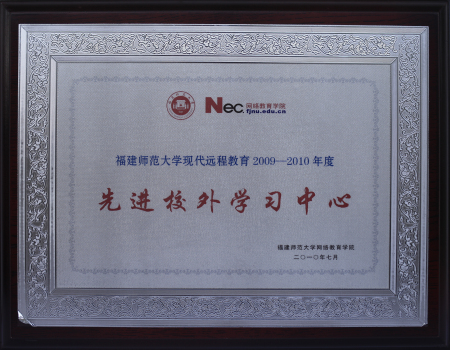 Nec. 网络教育学院
fjnu.edu.cn
福建师范大学现代远程教育2009—2010年度
先进校外学习中心
福建师范大学网络教育学院
二〇一〇年七月